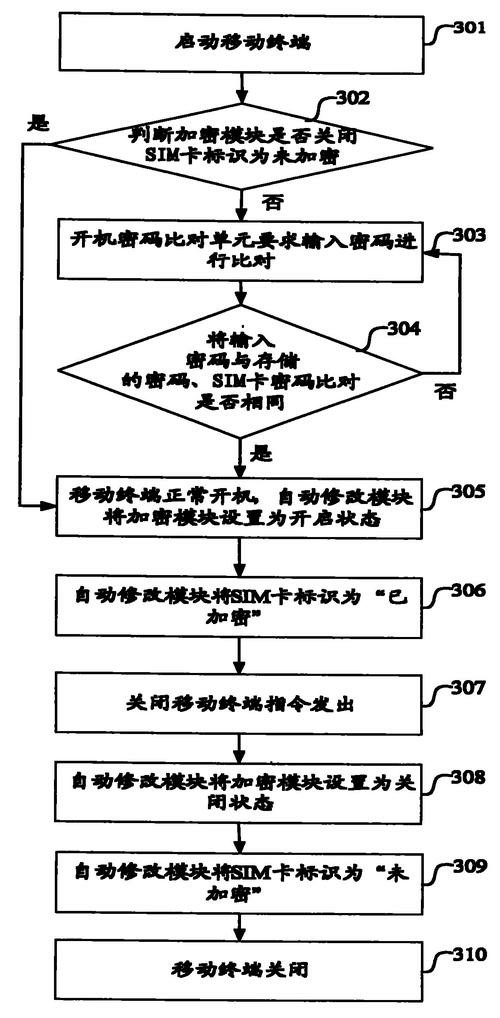 启动移动终端
301
302
是
判断加密模块是否关闭
SIM卡标识为未加密
否
开机密码比对单元要求输入密码进
行比对
303
304
将输入
密码与存储
的密码、SIM卡密码比对
是否相同
否
是
移动终端正常开机，自动修改模块
将加密模块设置为开启状态
305
自动修改模块将SIM卡标识为“已
加密”
306
关闭移动终端指令发出
307
自动修改模块将加密模块设置为关
闭状态
308
自动修改模块将SIM卡标识为“未
加密”
309
移动终端关闭
310